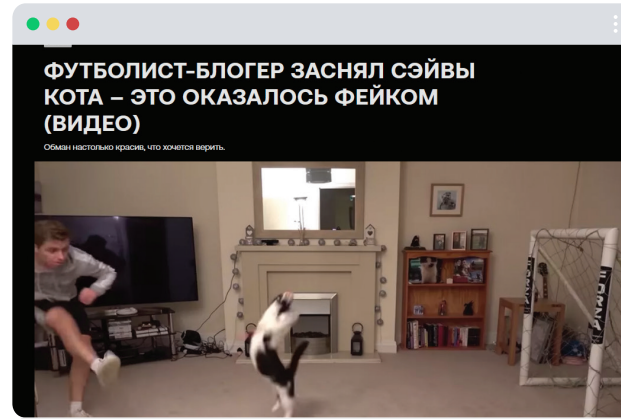 ФУТБОЛИСТ-БЛОГЕР ЗАСНЯЛ СЭЙВЫ
КОТА – ЭТО ОКАЗАЛОСЬ ФЕЙКОМ
(ВИДЕО)
Обман настолько красив, что хочется верить.